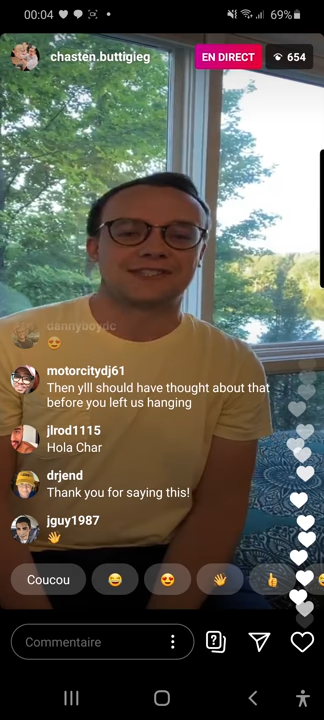 00:04
69%
chasten.buttigieg
EN DIRECT
654
dannyboydc
😍
motorcitydj61
Then ylll should have thought about that
before you left us hanging
jlrod1115
Hola Char
drjend
Thank you for saying this!
jguy1987
👋
Coucou 😂 😍 👋 👍
Commentaire